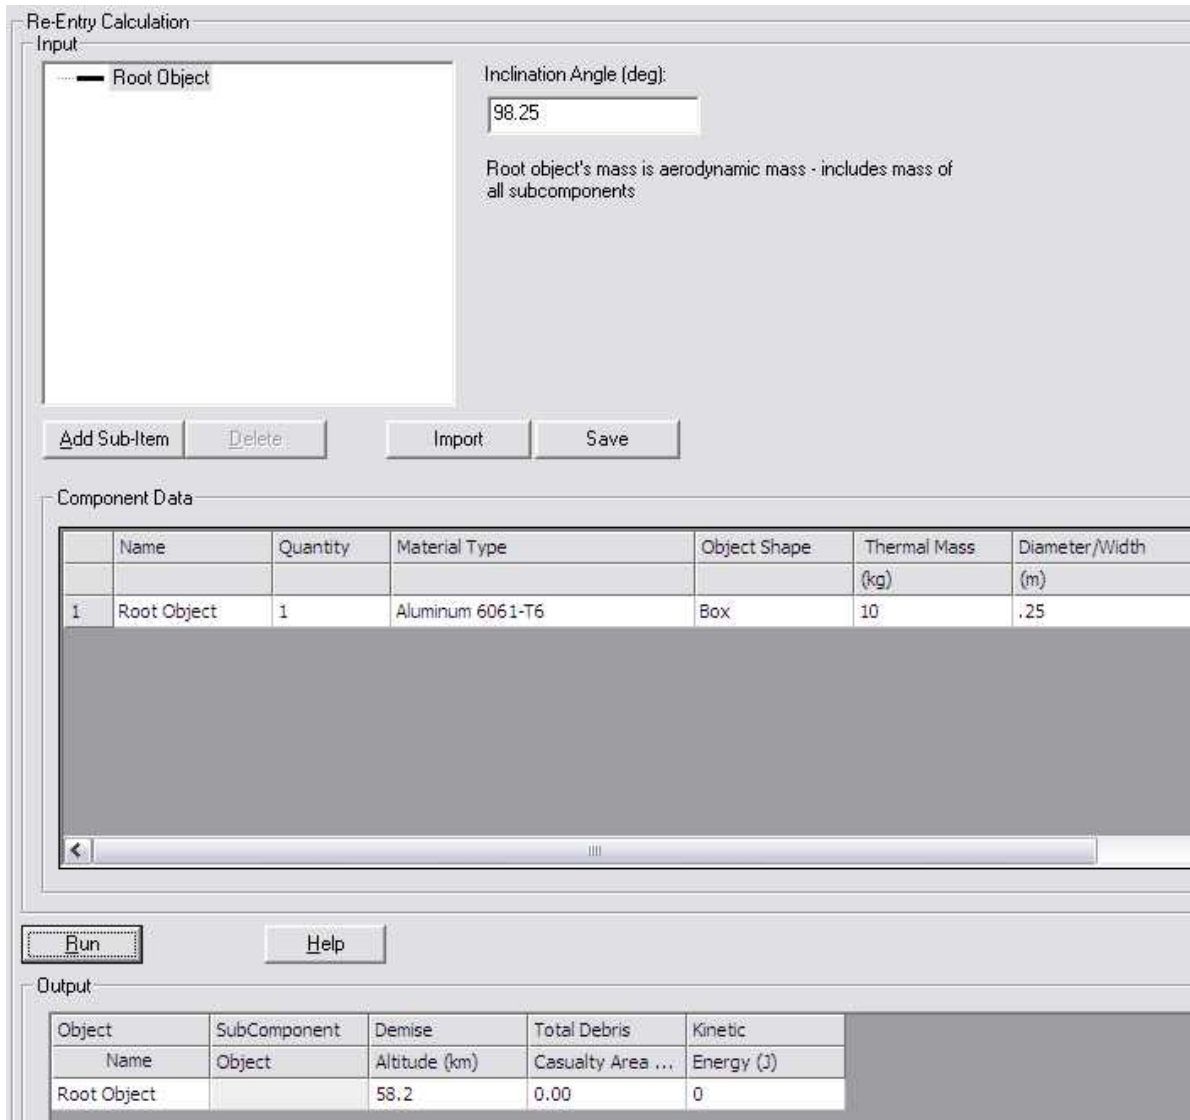 Re-Entry Calculation
Input
Root Object
Inclination Angle (deg):
98.25
Root object's mass is aerodynamic mass - includes mass of
all subcomponents
Add Sub-Item Delete Import Save
Component Data
Name Quantity Material Type Object Shape Thermal Mass Diameter/Width
(kg) (m)
1 Root Object 1 Aluminum 6061-T6 Box 10 .25
Run Help
Output
Object SubComponent Demise Total Debris Kinetic
Name Object Altitude (km) Casualty Area ... Energy (J)
Root Object 58.2 0.00 0